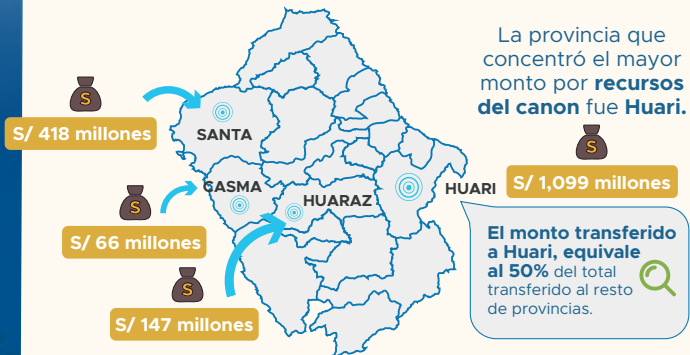 La provincia que
concentró el mayor
monto por recursos
del canon fue Huari.
S
S/ 418 millones
SANTA
S
S/ 66 millones
CASMA
HUARAZ
S
S/ 147 millones
HUARI
S
S/ 1,099 millones
El monto transferido
a Huari, equivale
al 50% del total
transferido al resto
de provincias.